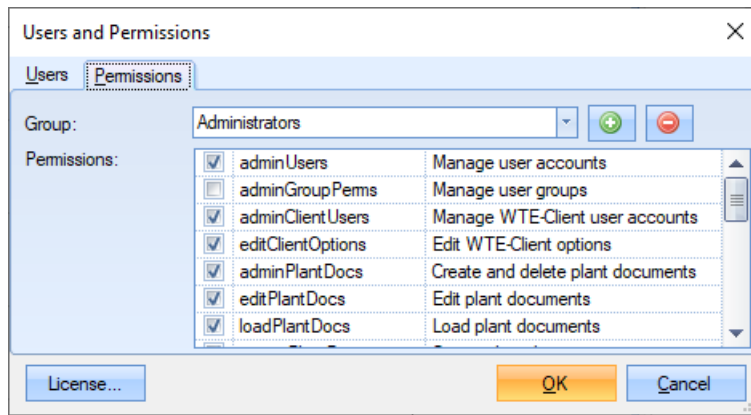 Users and Permissions
Users Permissions
Group: Administrators
Permissions: adminUsers Manage user accounts
adminGroupPerms Manage user groups
adminClientUsers Manage WTE-Client user accounts
editClientOptions Edit WTE-Client options
adminPlantDocs Create and delete plant documents
editPlantDocs Edit plant documents
loadPlantDocs Load plant documents
License... OK Cancel